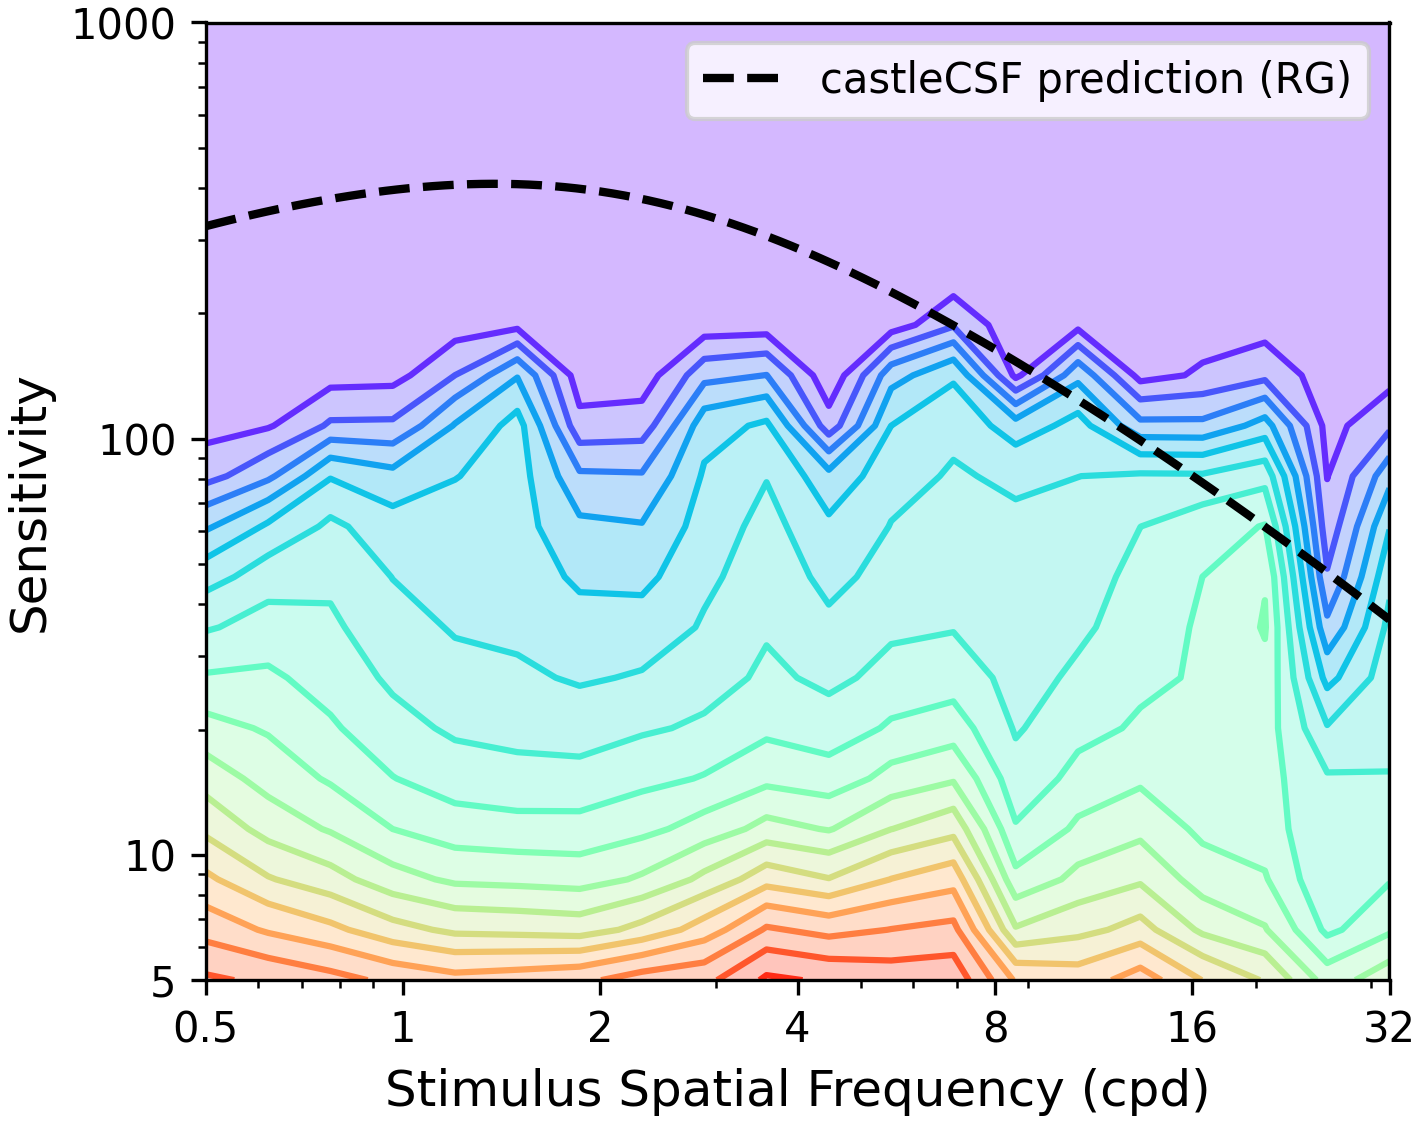 1000
castleCSF prediction (RG)
100
Sensitivity
10
5
0.5 1 2 4 8 16 32
Stimulus Spatial Frequency (cpd)